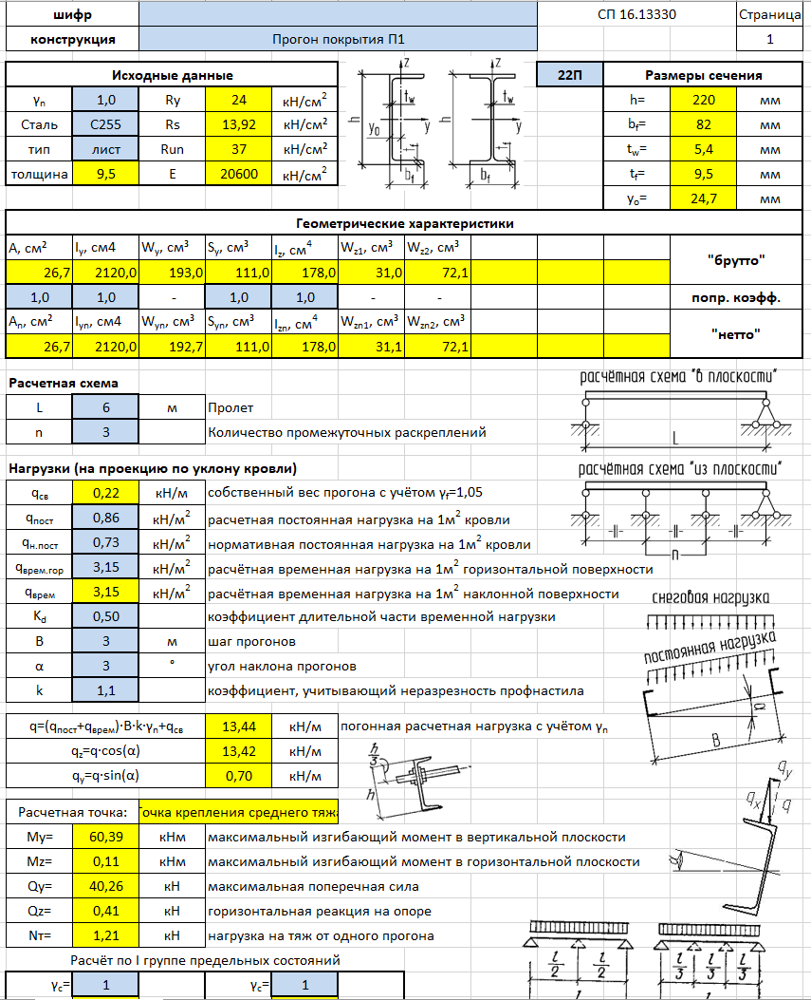 шифр СП 16.13330 Страница
конструкция Прогон покрытия П1 1
Исходные данные 22П Размеры сечения
γn 1,0 Ry 24 кН/см² h= 220 мм
Сталь С255 Rs 13,92 кН/см² bf= 82 мм
тип лист Run 37 кН/см² tw= 5,4 мм
толщина 9,5 E 20600 кН/см² tf= 9,5 мм
yo= 24,7 мм
z z
h tw y0 y tf bf
h tw y bf
Геометрические характеристики
A, см² Iy, см4 Wy, см³ Sy, см³ Iz, см⁴ Wz1, см³ Wz2, см³ "брутто"
26,7 2120,0 193,0 111,0 178,0 31,0 72,1
1,0 1,0 - 1,0 1,0 - - попр. коэфф.
An, см² Iyn, см4 Wyn, см³ Syn, см³ Izn, см⁴ Wzn1, см³ Wzn2, см³ "нетто"
26,7 2120,0 192,7 111,0 178,0 31,1 72,1
Расчетная схема
расчётная схема "в плоскости"
L 6 м Пролет
n 3 Количество промежуточных раскреплений
L
Нагрузки (на проекцию по уклону кровли)
расчётная схема "из плоскости"
qсв 0,22 кН/м собственный вес прогона с учётом γf=1,05
qпост 0,86 кН/м² расчетная постоянная нагрузка на 1м² кровли
qн.пост 0,73 кН/м² нормативная постоянная нагрузка на 1м² кровли
n
qврем.гор 3,15 кН/м² расчётная временная нагрузка на 1м² горизонтальной поверхности
qврем 3,15 кН/м² расчётная временная нагрузка на 1м² наклонной поверхности
снеговая нагрузка
Kd 0,50 коэффициент длительной части временной нагрузки
B 3 м шаг прогонов
постоянная нагрузка
α 3 ° угол наклона прогонов
k 1,1 коэффициент, учитывающий неразрезность профнастила
α
B
q=(qпост+qврем)·B·k·γn+qсв 13,44 кН/м погонная расчетная нагрузка с учётом γn
qz=q·cos(α) 13,42 кН/м
qy=q·sin(α) 0,70 кН/м
h/3
h
qy
qx q
Расчетная точка: Точка крепления среднего тяжа
My= 60,39 кНм максимальный изгибающий момент в вертикальной плоскости
Mz= 0,11 кНм максимальный изгибающий момент в горизонтальной плоскости
α
Qy= 40,26 кН максимальная поперечная сила
Qz= 0,41 кН горизонтальная реакция на опоре
Nт= 1,21 кН нагрузка на тяж от одного прогона
Расчёт по I группе предельных состояний
l/2 l/2 l/3 l/3 l/3
γc= 1 γc= 1
l l